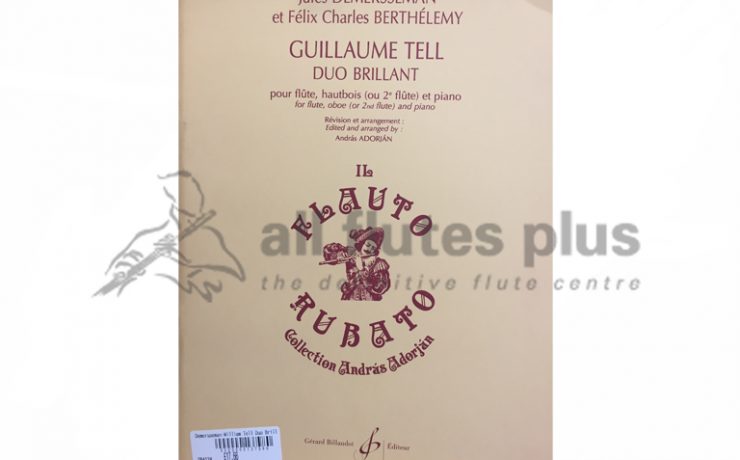 Jules DEMERSSEMAN
et Félix Charles BERTHÉLEMY
GUILLAUME TELL
DUO BRILLANT
pour flûte, hautbois (ou 2e flûte) et piano
for flute, oboe (or 2nd flute) and piano
Révision et arrangement :
Edited and arranged by :
András ADORJÁN
IL
FLAUTO
RUBATO
Collection András Adorján
all flutes plus
the definitive flute centre
Gérard Billaudot Éditeur